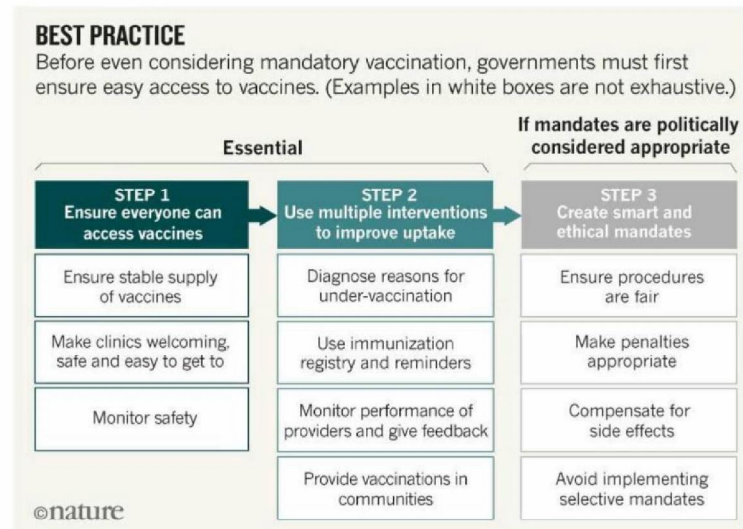 BEST PRACTICE
Before even considering mandatory vaccination, governments must first
ensure easy access to vaccines. (Examples in white boxes are not exhaustive.)
Essential
If mandates are politically
considered appropriate
STEP 1
Ensure everyone can
access vaccines
Ensure stable supply
of vaccines
Make clinics welcoming,
safe and easy to get to
Monitor safety
STEP 2
Use multiple interventions
to improve uptake
Diagnose reasons for
under-vaccination
Use immunization
registry and reminders
Monitor performance of
providers and give feedback
Provide vaccinations in
communities
STEP 3
Create smart and
ethical mandates
Ensure procedures
are fair
Make penalties
appropriate
Compensate for
side effects
Avoid implementing
selective mandates
©nature